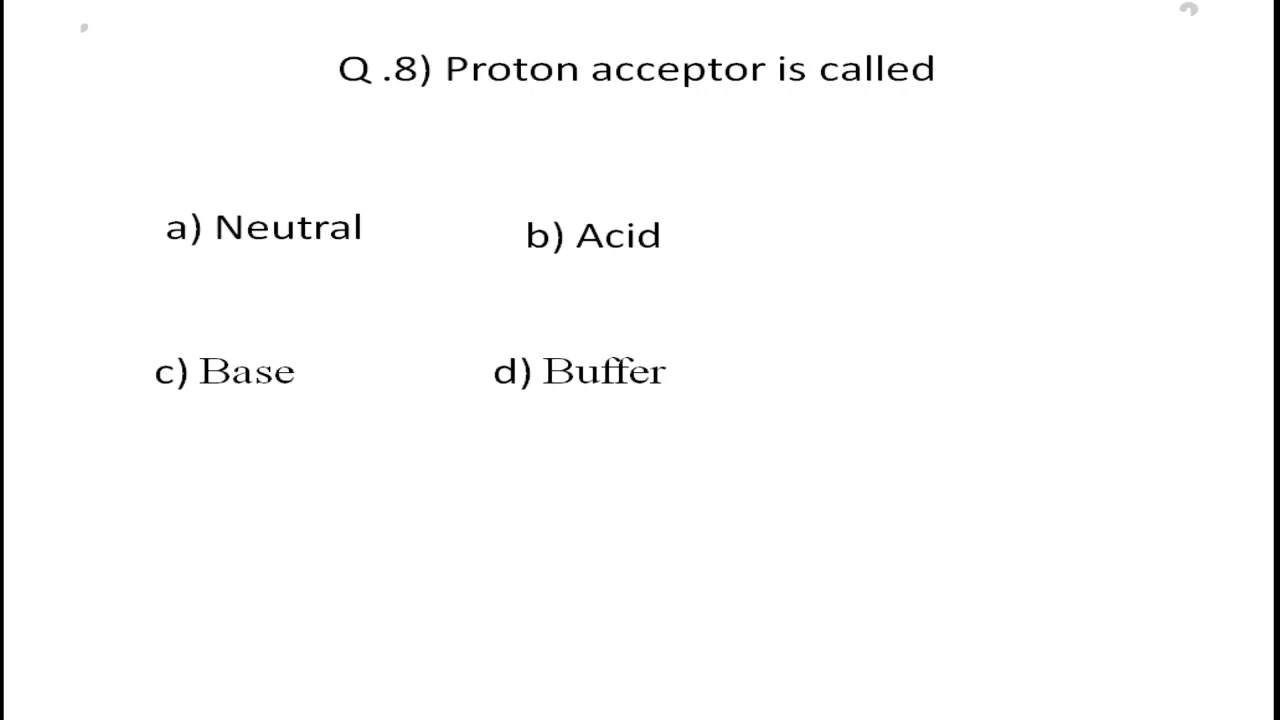 Q .8) Proton acceptor is called
a) Neutral b) Acid
c) Base d) Buffer